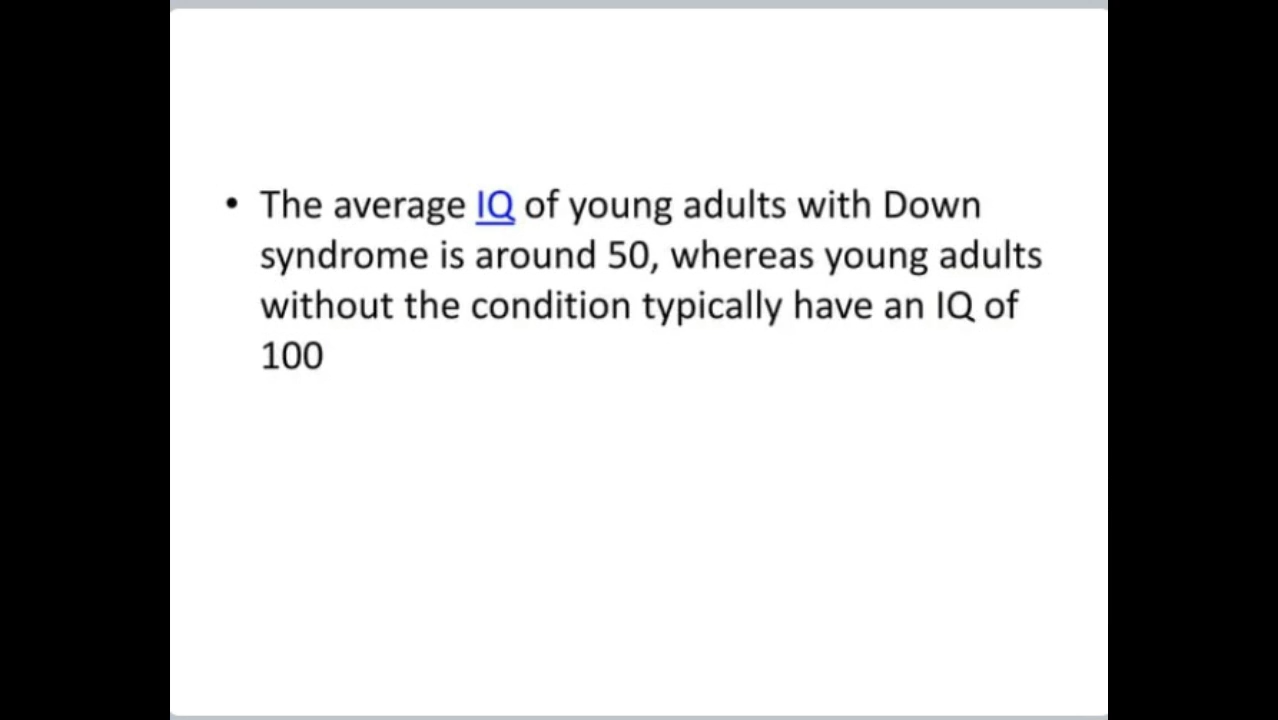 • The average IQ of young adults with Down
syndrome is around 50, whereas young adults
without the condition typically have an IQ of
100